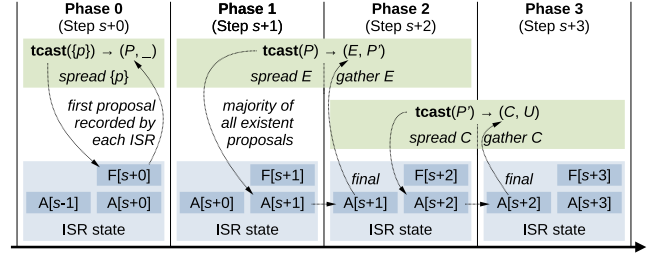 Phase 0
(Step s+0)
Phase 1
(Step s+1)
Phase 2
(Step s+2)
Phase 3
(Step s+3)
tcast({p}) → (P, _)
spread {p}
tcast(P) → (E, P′)
spread E gather E
first proposal
recorded by
each ISR
majority of
all existent
proposals
tcast(P′) → (C, U)
spread C gather C
final
final
F[s+0]
A[s-1] A[s+0]
ISR state
F[s+1]
A[s+0] A[s+1]
ISR state
F[s+2]
A[s+1] A[s+2]
ISR state
F[s+3]
A[s+2] A[s+3]
ISR state